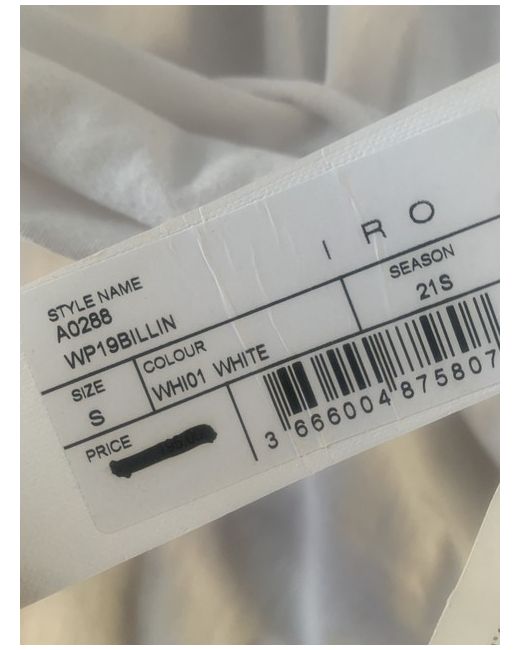 IRO
STYLE NAME
A0288
WP19BILLIN
SEASON
21S
SIZE
S
COLOUR
WHI01 WHITE
PRICE
3 666004 875807